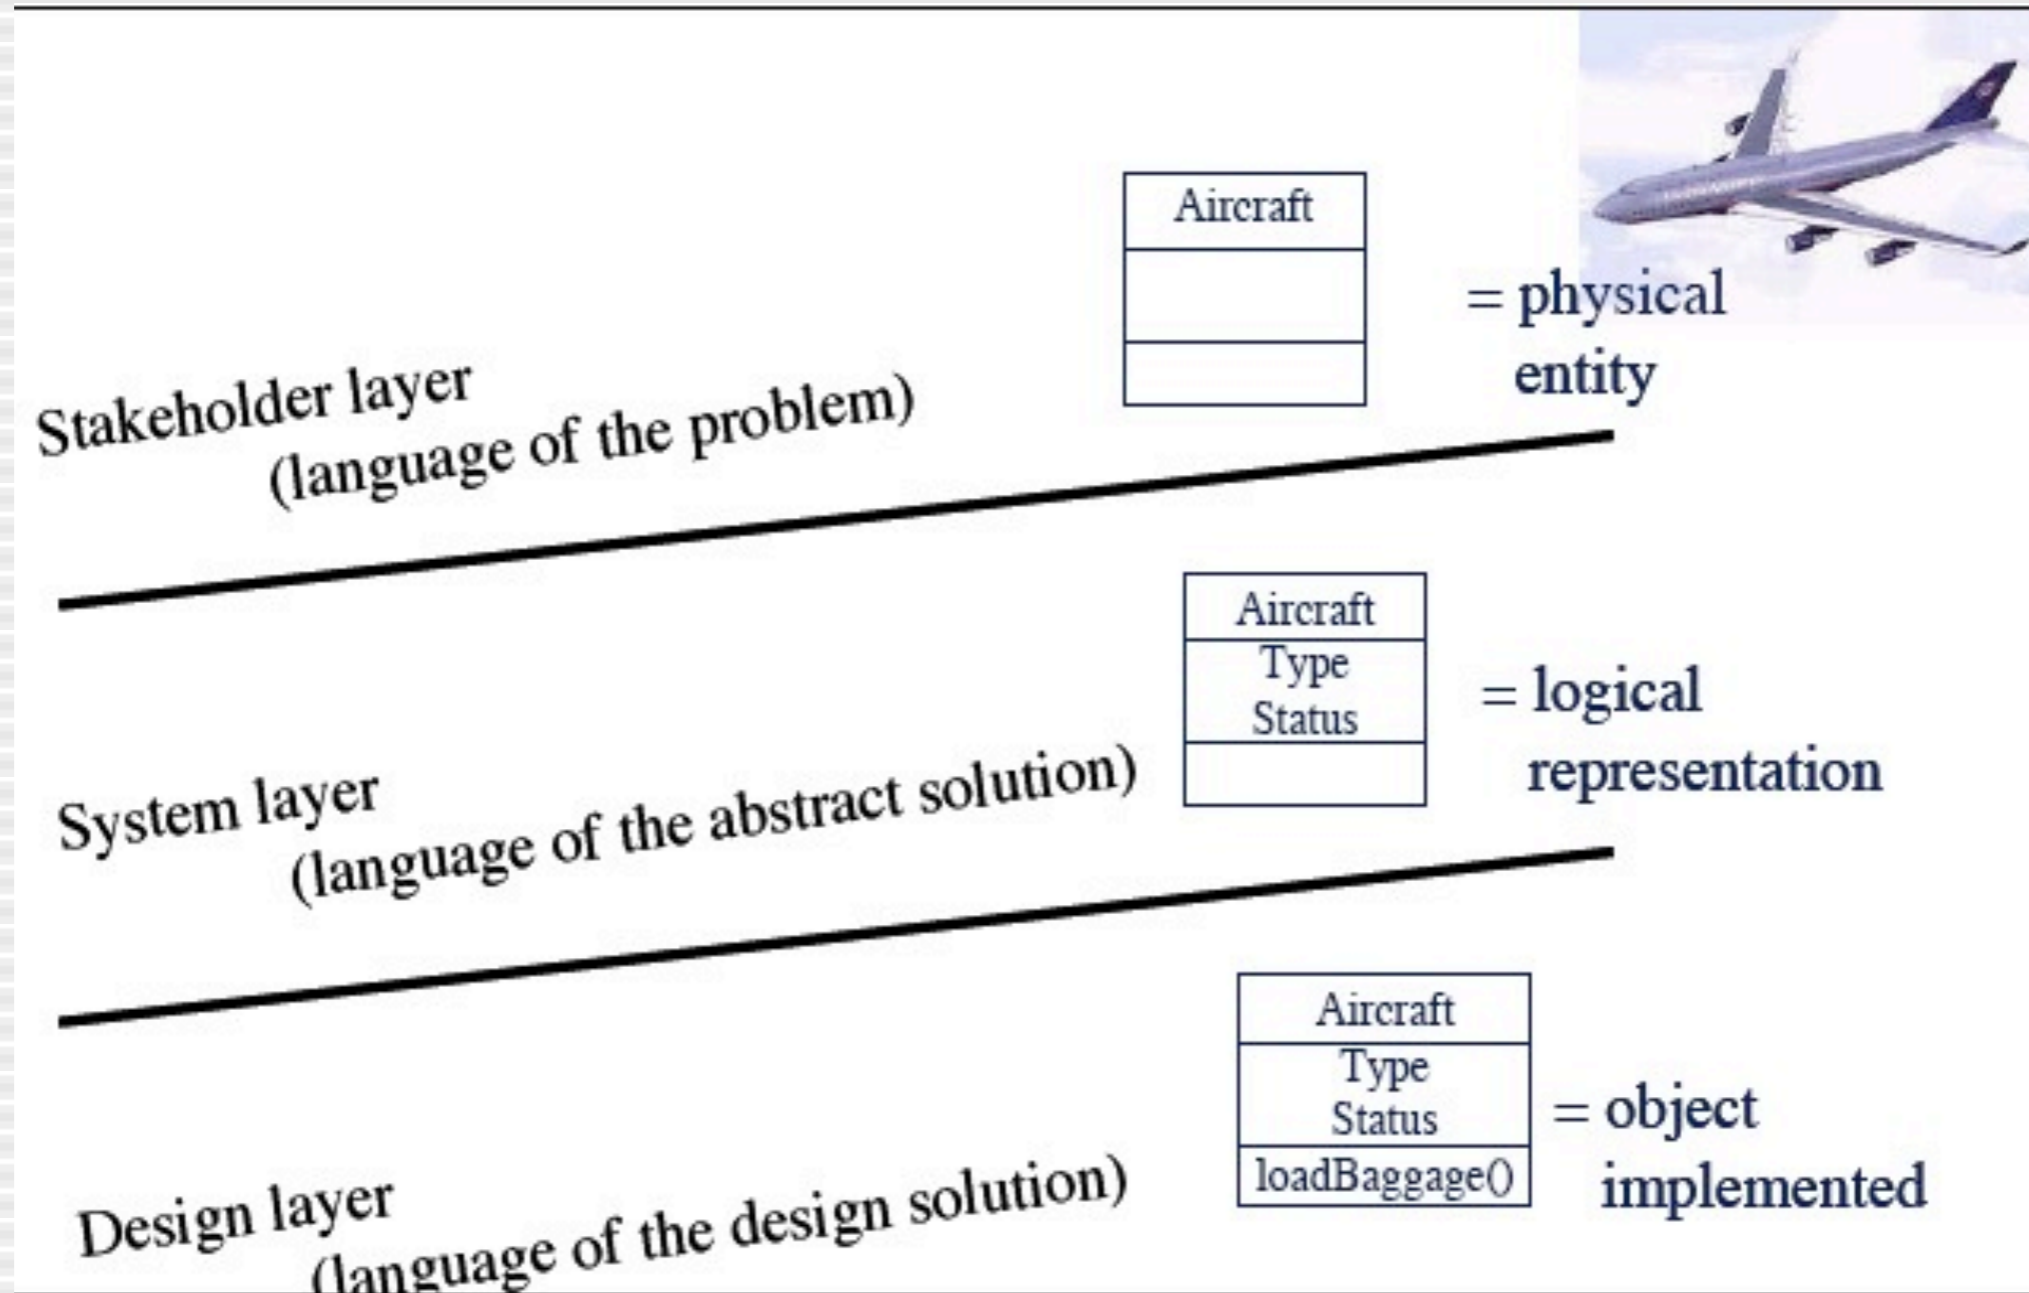 Aircraft
= physical
entity
Stakeholder layer
(language of the problem)
Aircraft
Type
Status
= logical
representation
System layer
(language of the abstract solution)
Aircraft
Type
Status
loadBaggage()
= object
implemented
Design layer
(language of the design solution)